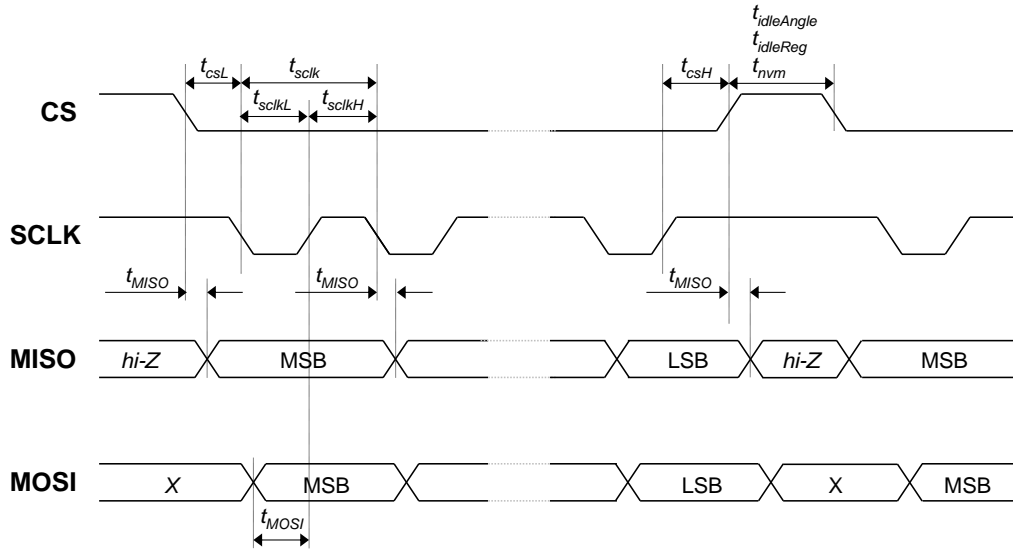 t_idleAngle
t_idleReg
t_csL t_sclk t_csH t_nvm
t_sclkL t_sclkH
CS
SCLK
t_MISO t_MISO t_MISO
MISO hi-Z MSB LSB hi-Z MSB
MOSI X MSB LSB X MSB
t_MOSI